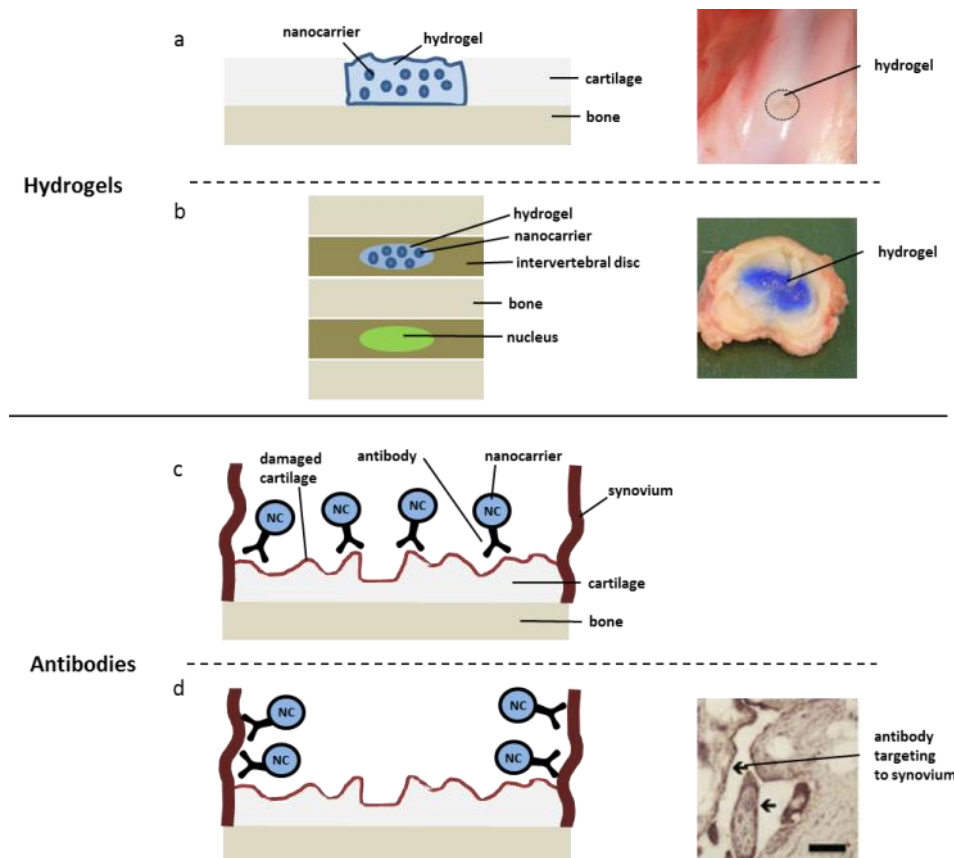 a
nanocarrier
hydrogel
cartilage
bone
hydrogel
Hydrogels
b
hydrogel
nanocarrier
intervertebral disc
bone
nucleus
hydrogel
c
damaged
cartilage
antibody
nanocarrier
synovium
NC
NC
NC
NC
cartilage
bone
Antibodies
d
NC
NC
NC
NC
antibody
targeting
to synovium